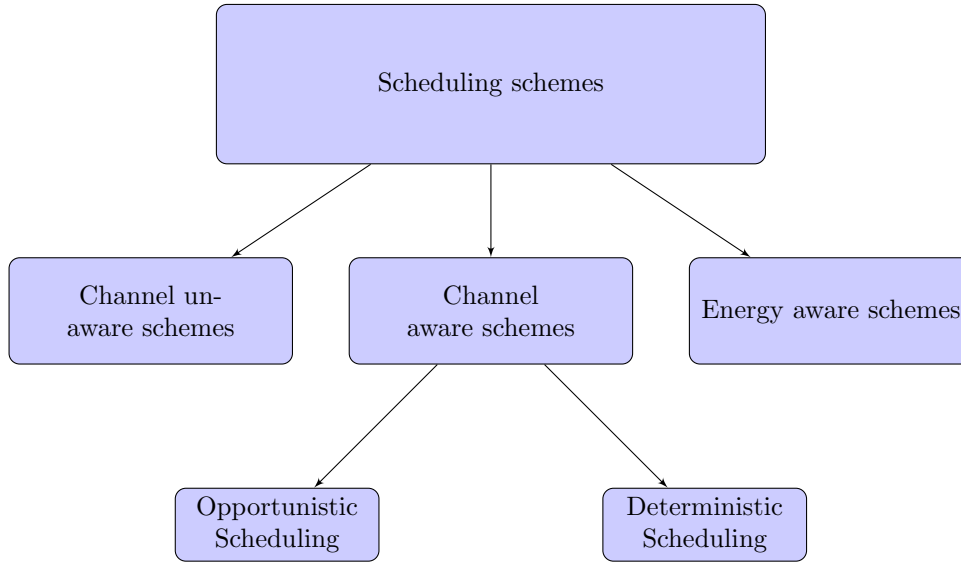 Scheduling schemes
Channel un-
aware schemes
Channel
aware schemes
Energy aware schemes
Opportunistic
Scheduling
Deterministic
Scheduling